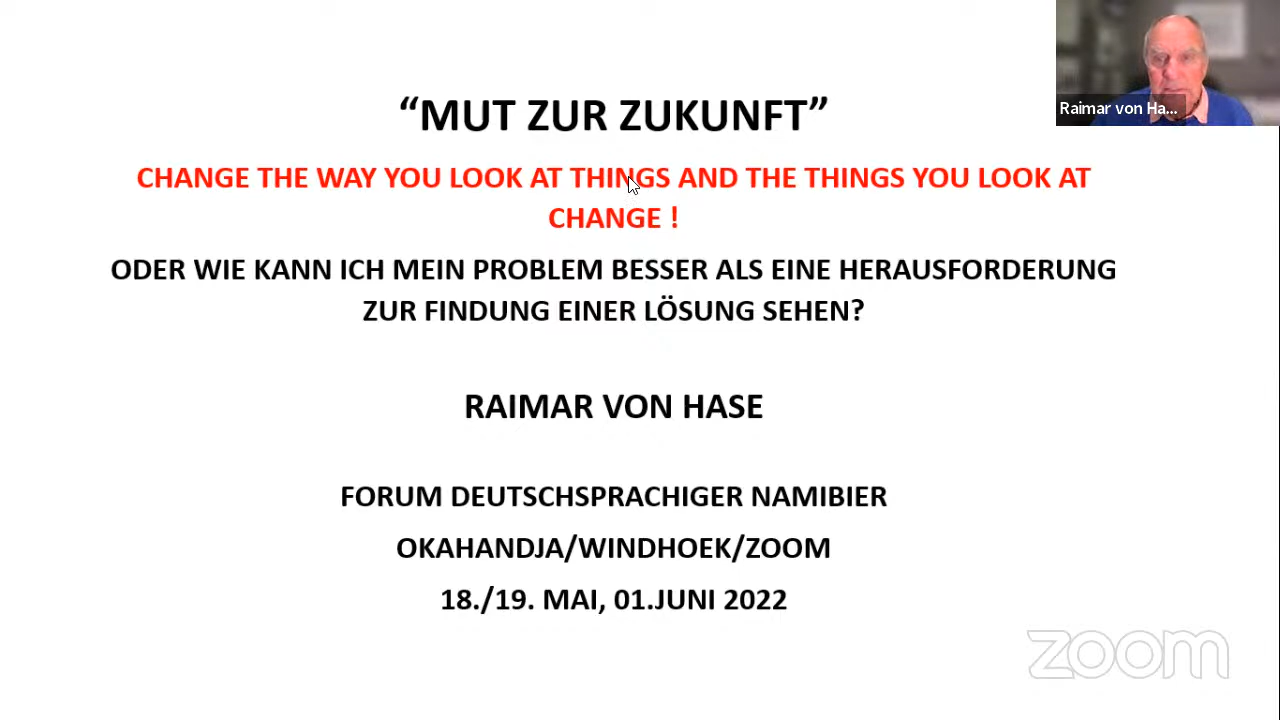 “MUT ZUR ZUKUNFT”
CHANGE THE WAY YOU LOOK AT THINGS AND THE THINGS YOU LOOK AT
CHANGE !
ODER WIE KANN ICH MEIN PROBLEM BESSER ALS EINE HERAUSFORDERUNG
ZUR FINDUNG EINER LÖSUNG SEHEN?
RAIMAR VON HASE
FORUM DEUTSCHSPRACHIGER NAMIBIER
OKAHANDJA/WINDHOEK/ZOOM
18./19. MAI, 01.JUNI 2022
Raimar von Ha...
zoom